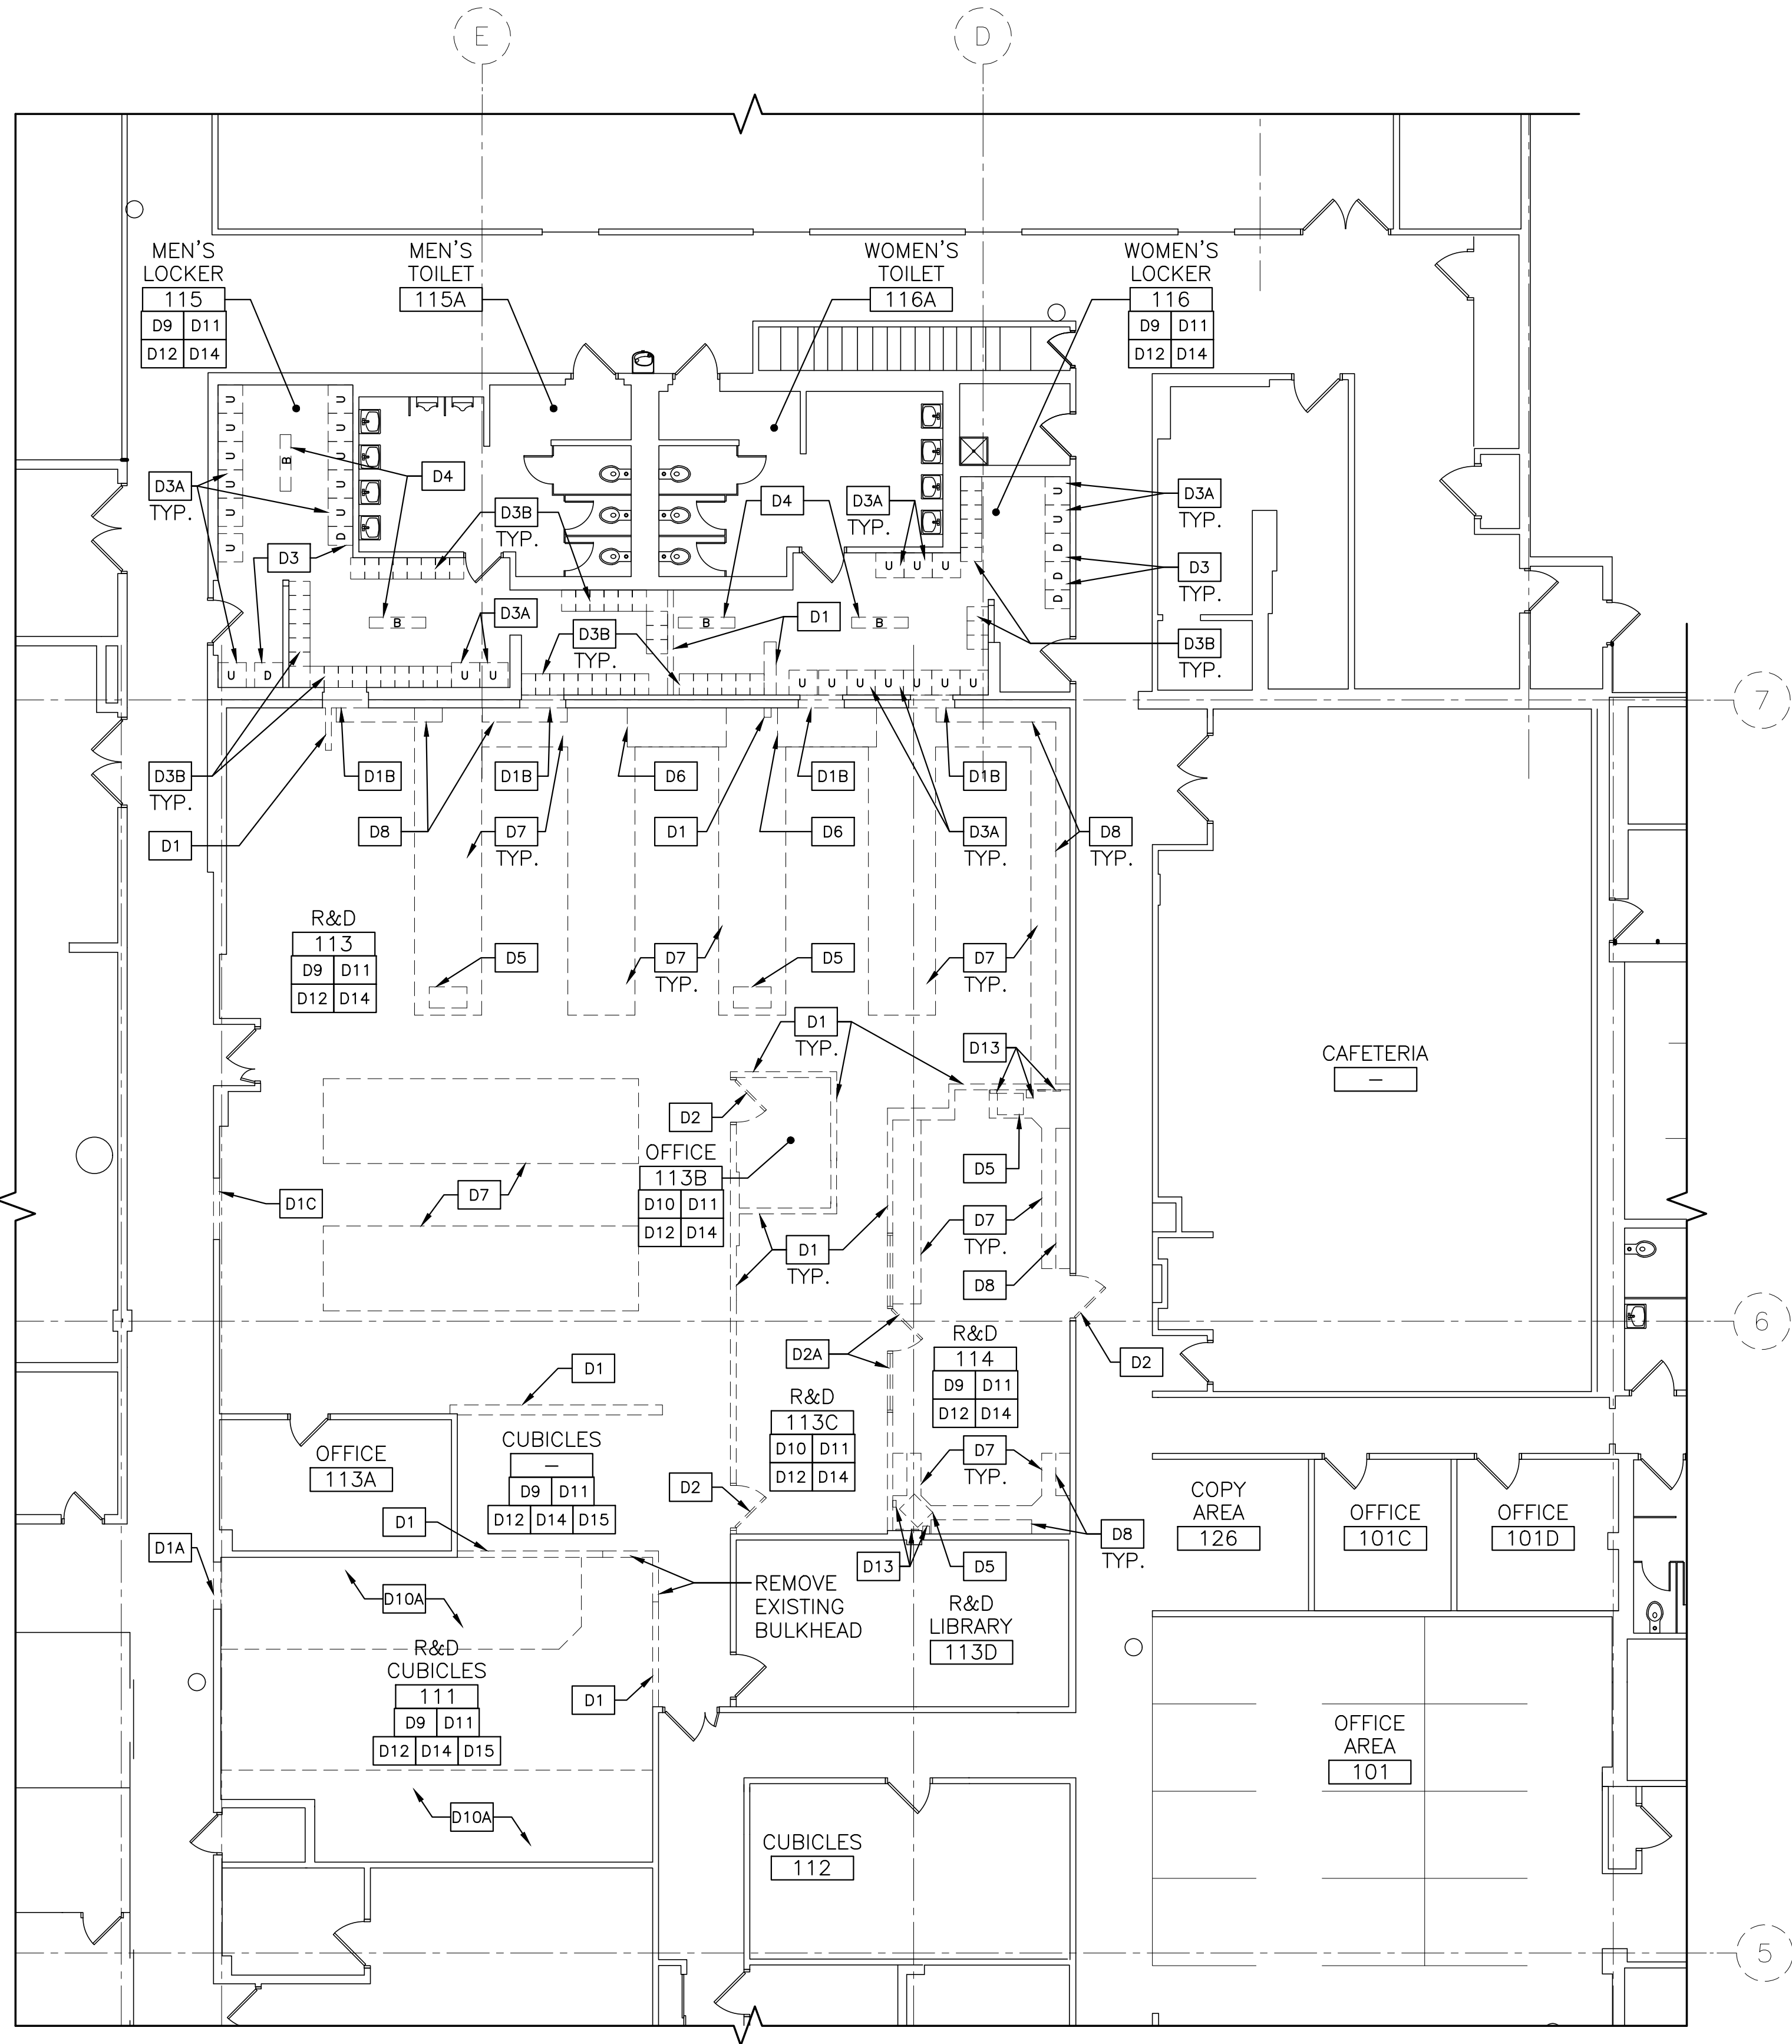 E
D
MEN'S
LOCKER
115
D9 D11
D12 D14
MEN'S
TOILET
115A
WOMEN'S
TOILET
116A
WOMEN'S
LOCKER
116
D9 D11
D12 D14
U U
U U
U U
U U
U U
U D
B
D3A
TYP.
D4
D3B
TYP.
D4
D3A
TYP.
D3A
TYP.
D3
U U U
U
U
D
D
D3
TYP.
D3A
D3B
TYP.
D1
D3B
TYP.
B
B
B
U D
U U
U U U U U U U
7
D3B
TYP.
D1B
D1B
D6
D1B
D1B
D1
D8
D7
TYP.
D1
D6
D3A
TYP.
D8
TYP.
R&D
113
D9 D11
D12 D14
D5
D7
TYP.
D5
D7
TYP.
D1
TYP.
D13
CAFETERIA
–
D2
OFFICE
113B
D10 D11
D12 D14
D5
D1C
D7
D7
TYP.
D1
TYP.
D8
6
D2A
R&D
114
D9 D11
D12 D14
D2
D1
R&D
113C
D10 D11
D12 D14
OFFICE
113A
CUBICLES
–
D9 D11
D12 D14 D15
D7
TYP.
D2
COPY
AREA
126
OFFICE
101C
OFFICE
101D
D1
D1A
D8
TYP.
D13
D5
D10A
REMOVE
EXISTING
BULKHEAD
R&D
LIBRARY
113D
R&D
CUBICLES
111
D9 D11
D12 D14 D15
D1
OFFICE
AREA
101
D10A
CUBICLES
112
5